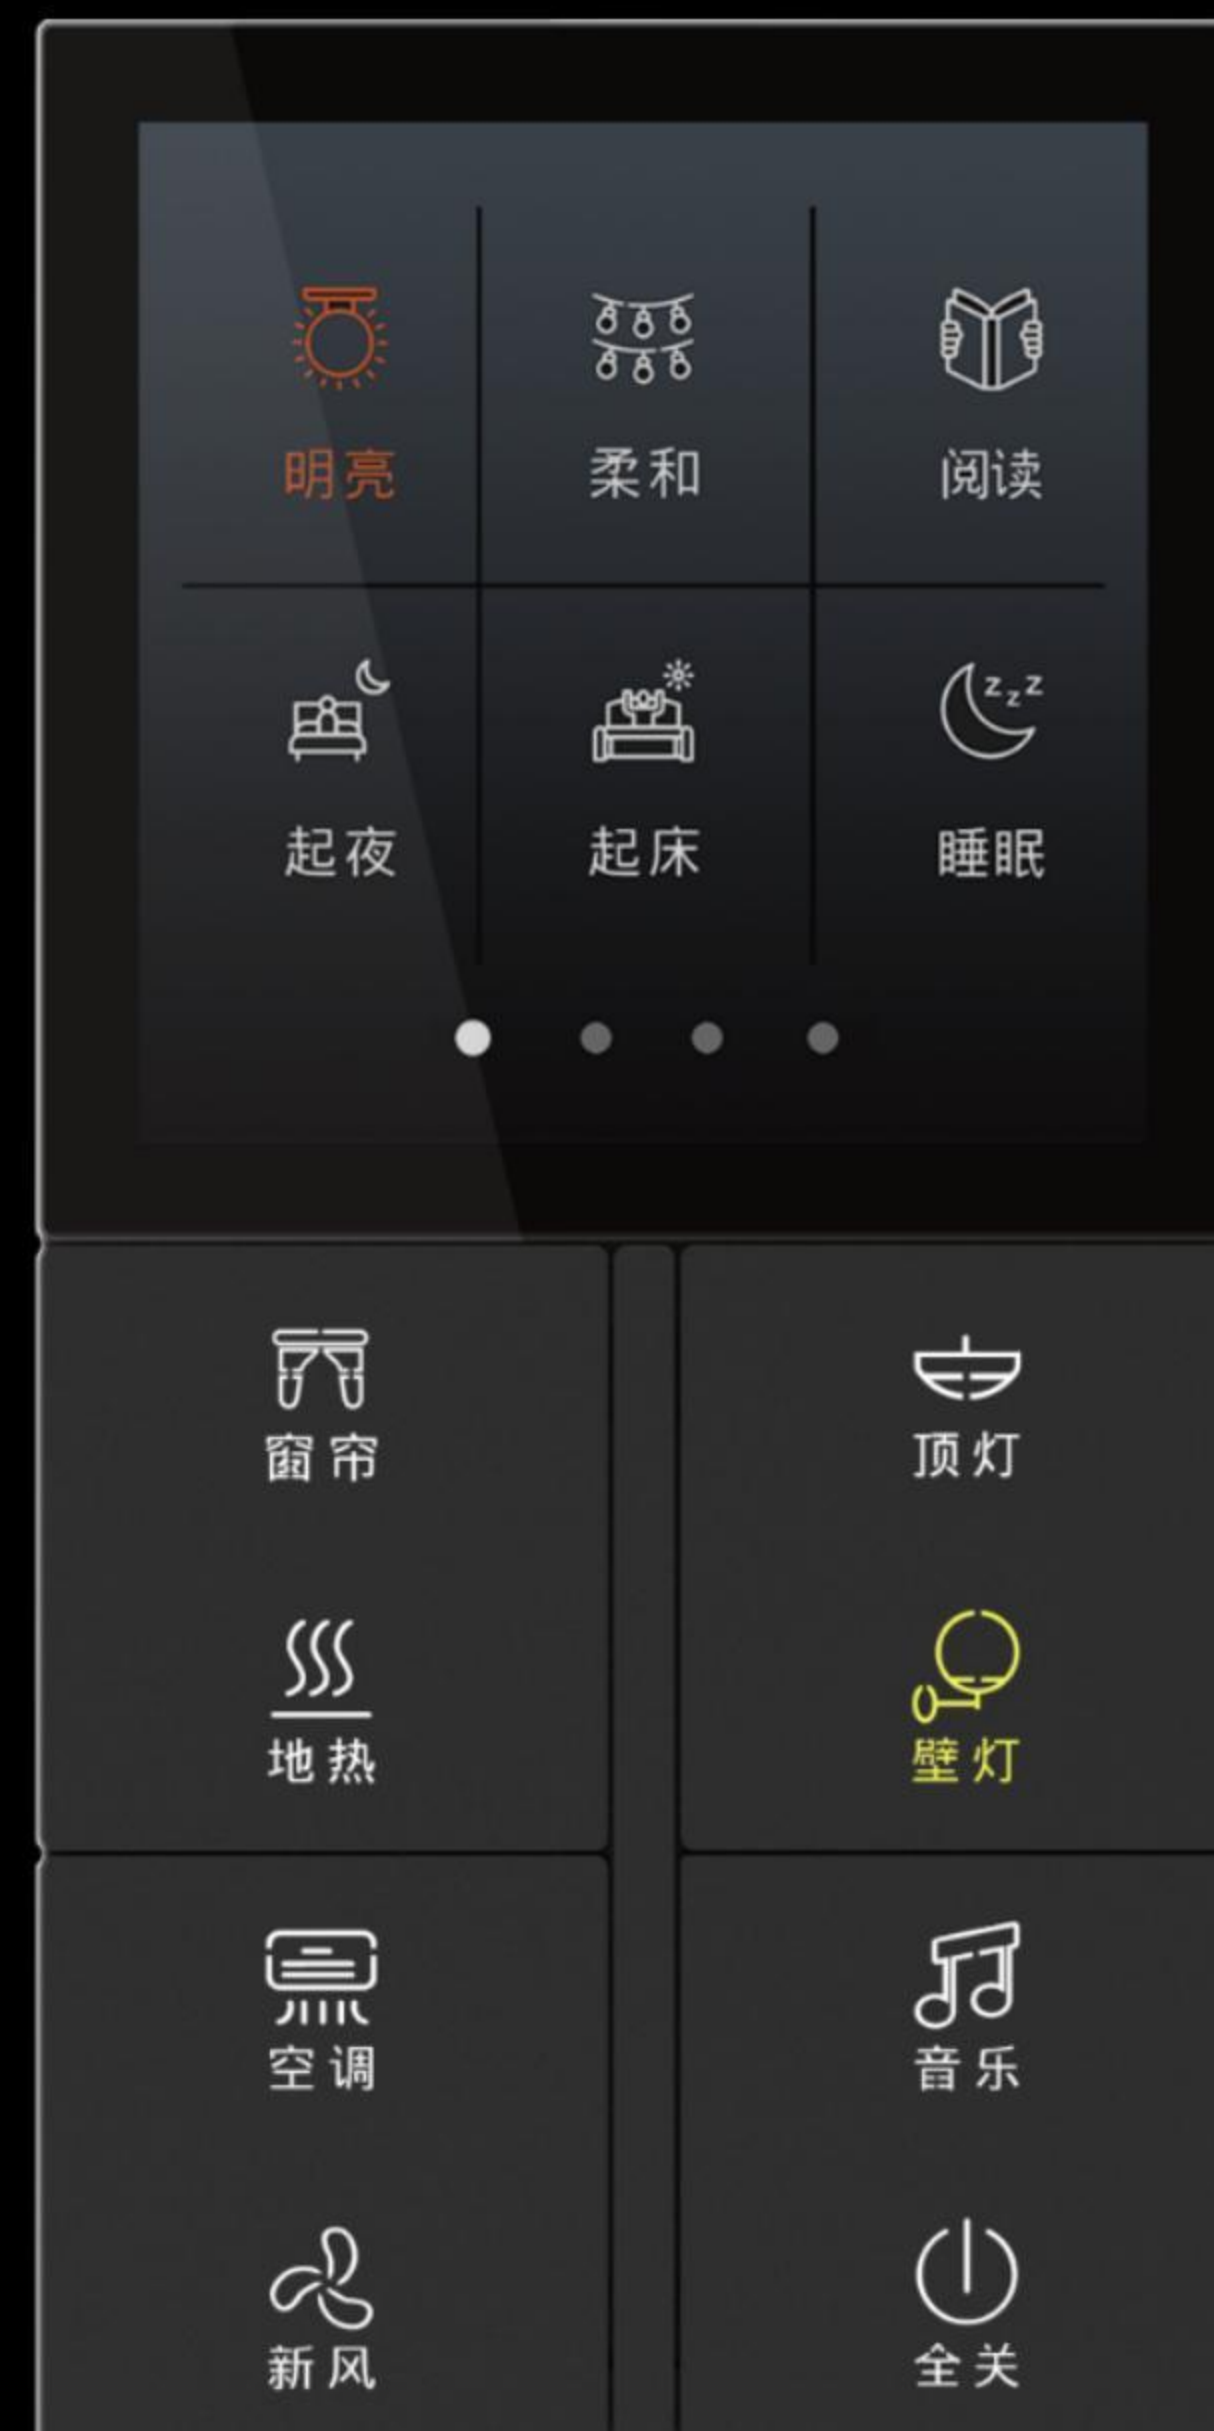 明亮 柔和 阅读
起夜 起床 睡眠
窗帘 顶灯
地热 壁灯
空调 音乐
新风 全关